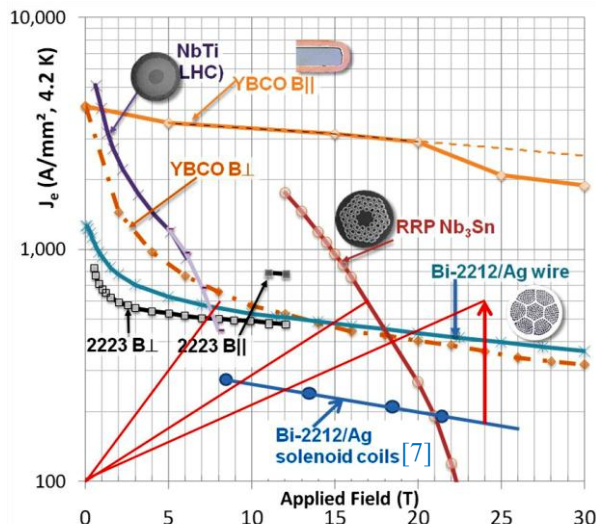 10,000
1,000
100
Jₑ (A/mm², 4.2 K)
NbTi
(LHC)
YBCO B||
YBCO B⊥
RRP Nb₃Sn
Bi-2212/Ag wire
2223 B⊥
2223 B||
Bi-2212/Ag
solenoid coils [7]
0
5
10
15
20
25
30
Applied Field (T)